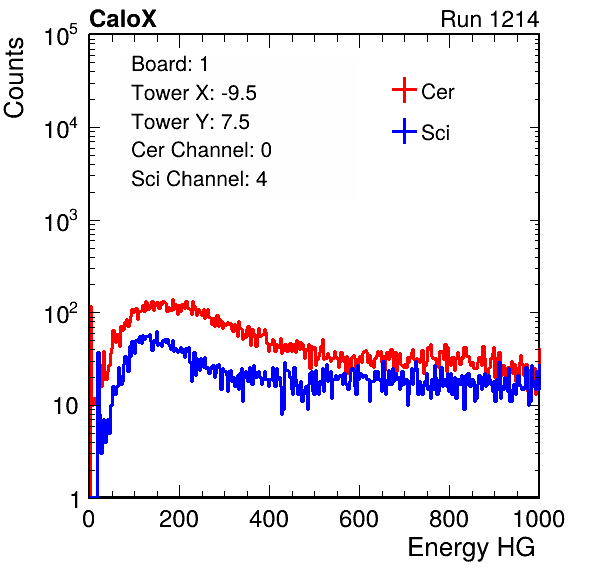 CaloX Run 1214
Counts
10^5
10^4
10^3
10^2
10
1
Board: 1
Tower X: -9.5
Tower Y: 7.5
Cer Channel: 0
Sci Channel: 4
Cer
Sci
0 200 400 600 800 1000
Energy HG